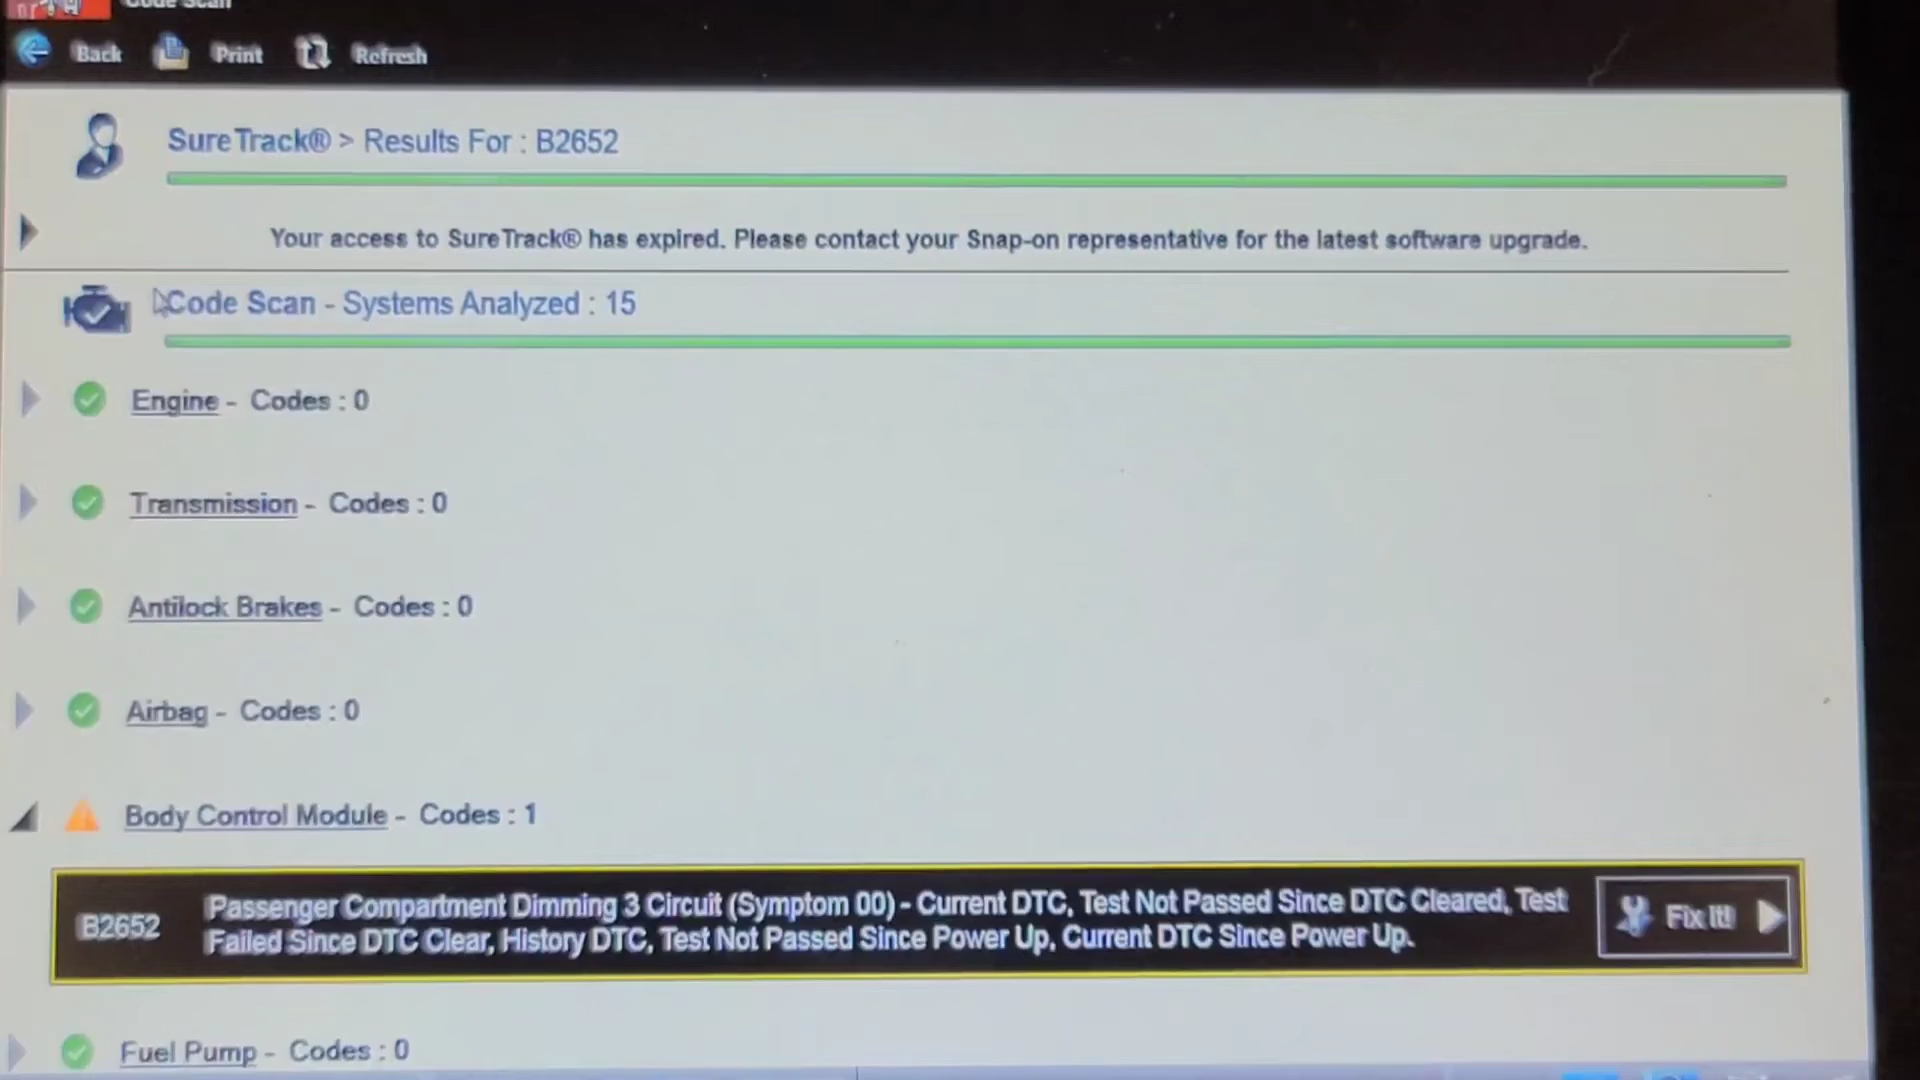 Code Scan
Back Print Refresh
SureTrack® > Results For : B2652
Your access to SureTrack® has expired. Please contact your Snap-on representative for the latest software upgrade.
Code Scan - Systems Analyzed : 15
Engine - Codes : 0
Transmission - Codes : 0
Antilock Brakes - Codes : 0
Airbag - Codes : 0
Body Control Module - Codes : 1
B2652
Passenger Compartment Dimming 3 Circuit (Symptom 00) - Current DTC, Test Not Passed Since DTC Cleared, Test
Failed Since DTC Clear, History DTC, Test Not Passed Since Power Up, Current DTC Since Power Up.
Fix It!
Fuel Pump - Codes : 0